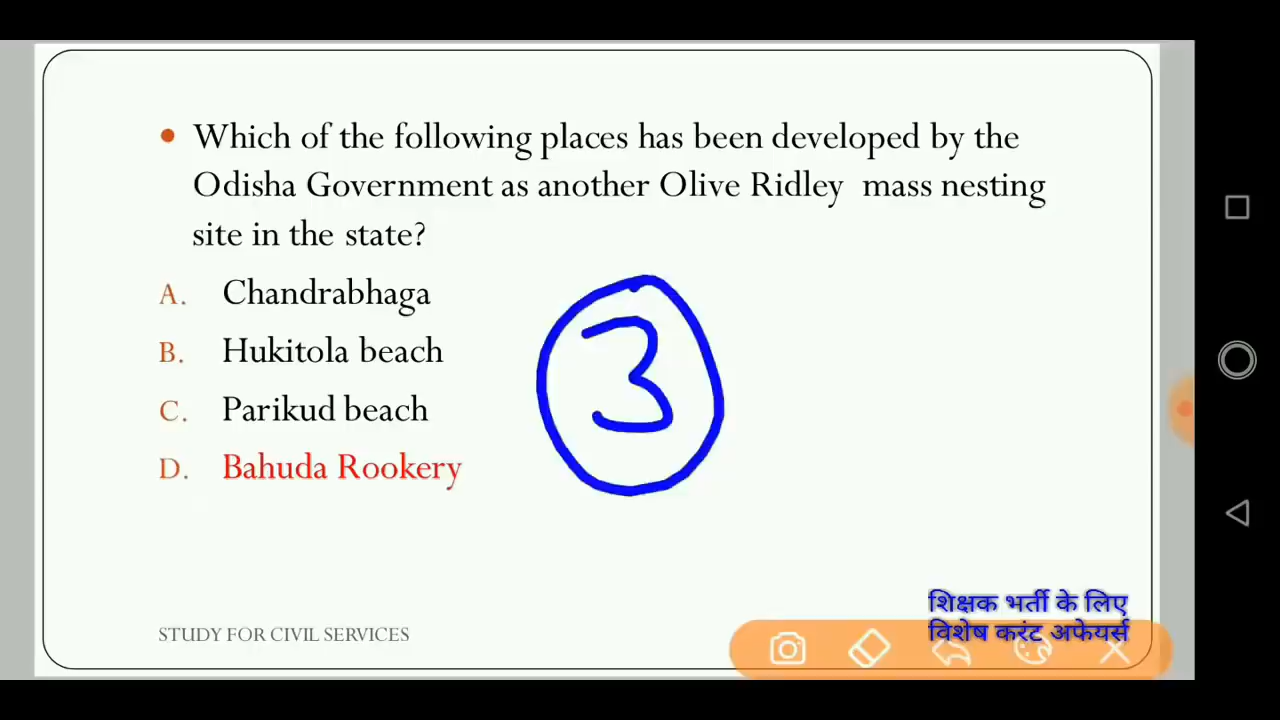 • Which of the following places has been developed by the
Odisha Government as another Olive Ridley mass nesting
site in the state?
A. Chandrabhaga
B. Hukitola beach
C. Parikud beach
D. Bahuda Rookery
3
STUDY FOR CIVIL SERVICES
शिक्षक भर्ती के लिए
विशेष करंट अफेयर्स